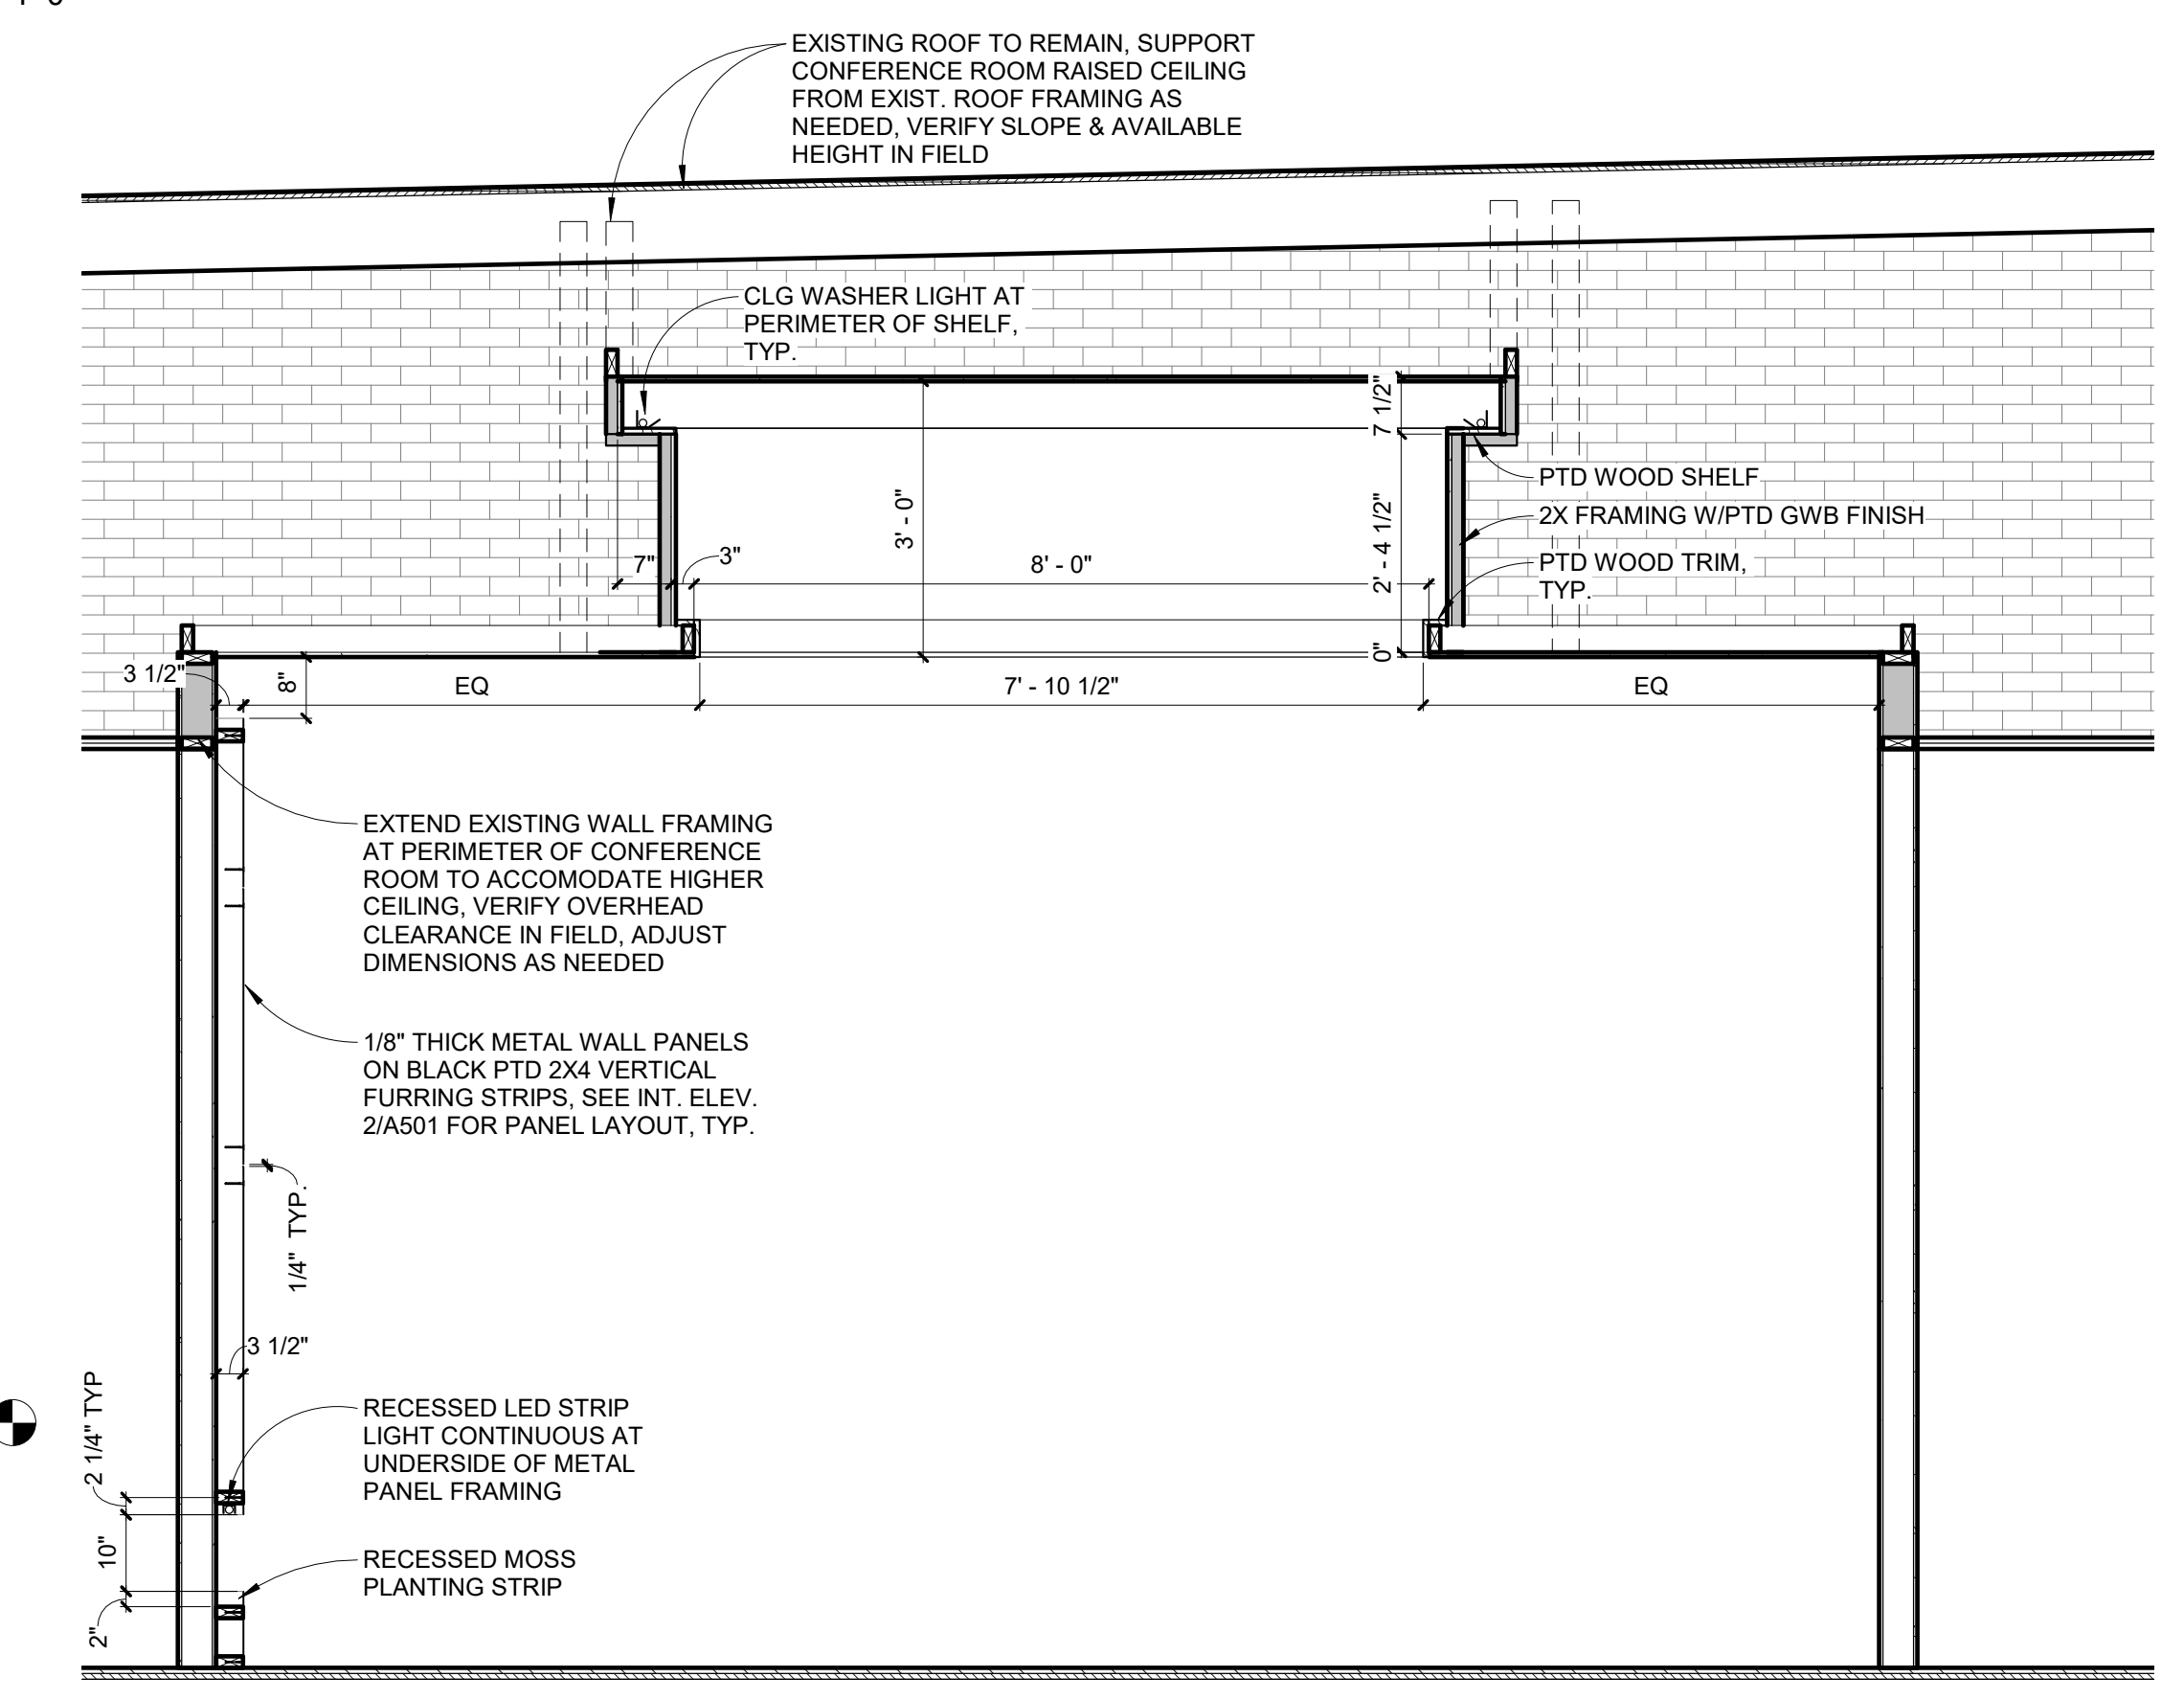 EXISTING ROOF TO REMAIN, SUPPORT
CONFERENCE ROOM RAISED CEILING
FROM EXIST. ROOF FRAMING AS
NEEDED, VERIFY SLOPE & AVAILABLE
HEIGHT IN FIELD
CLG WASHER LIGHT AT
PERIMETER OF SHELF,
TYP.
7 1/2"
PTD WOOD SHELF
2X FRAMING W/PTD GWB FINISH
PTD WOOD TRIM,
TYP.
3' - 0"
2' - 4 1/2"
7"
3"
8' - 0"
0"
3 1/2"
8"
EQ
7' - 10 1/2"
EQ
EXTEND EXISTING WALL FRAMING
AT PERIMETER OF CONFERENCE
ROOM TO ACCOMODATE HIGHER
CEILING, VERIFY OVERHEAD
CLEARANCE IN FIELD, ADJUST
DIMENSIONS AS NEEDED
1/8" THICK METAL WALL PANELS
ON BLACK PTD 2X4 VERTICAL
FURRING STRIPS, SEE INT. ELEV.
2/A501 FOR PANEL LAYOUT, TYP.
1/4" TYP.
3 1/2"
2 1/4" TYP
RECESSED LED STRIP
LIGHT CONTINUOUS AT
UNDERSIDE OF METAL
PANEL FRAMING
10"
RECESSED MOSS
PLANTING STRIP
2"